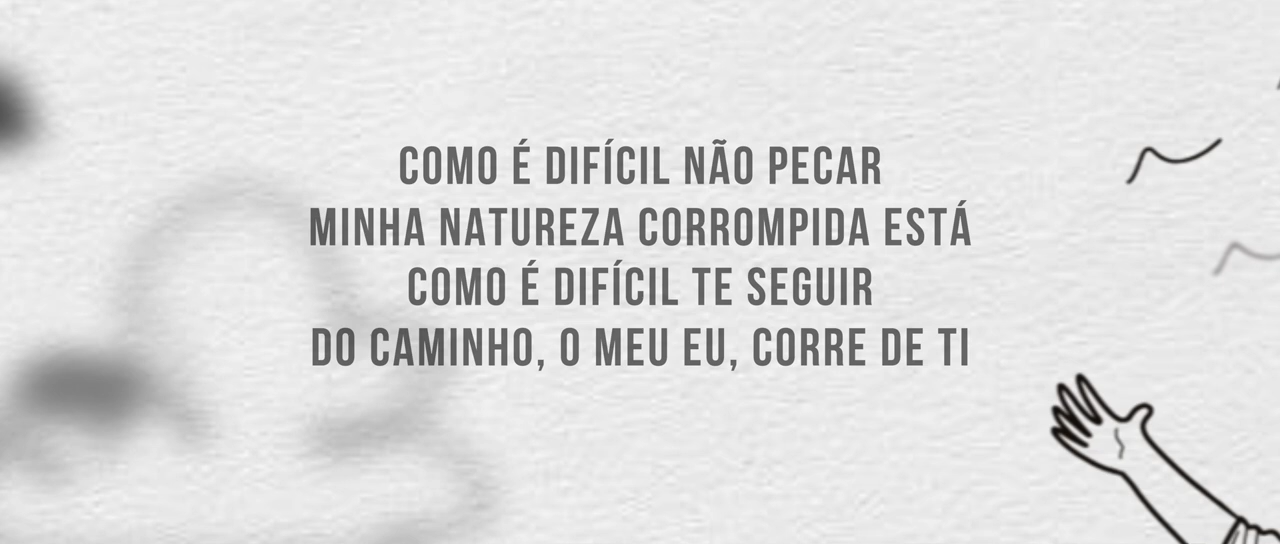 COMO É DIFÍCIL NÃO PECAR
MINHA NATUREZA CORROMPIDA ESTÁ
COMO É DIFÍCIL TE SEGUIR
DO CAMINHO, O MEU EU, CORRE DE TI